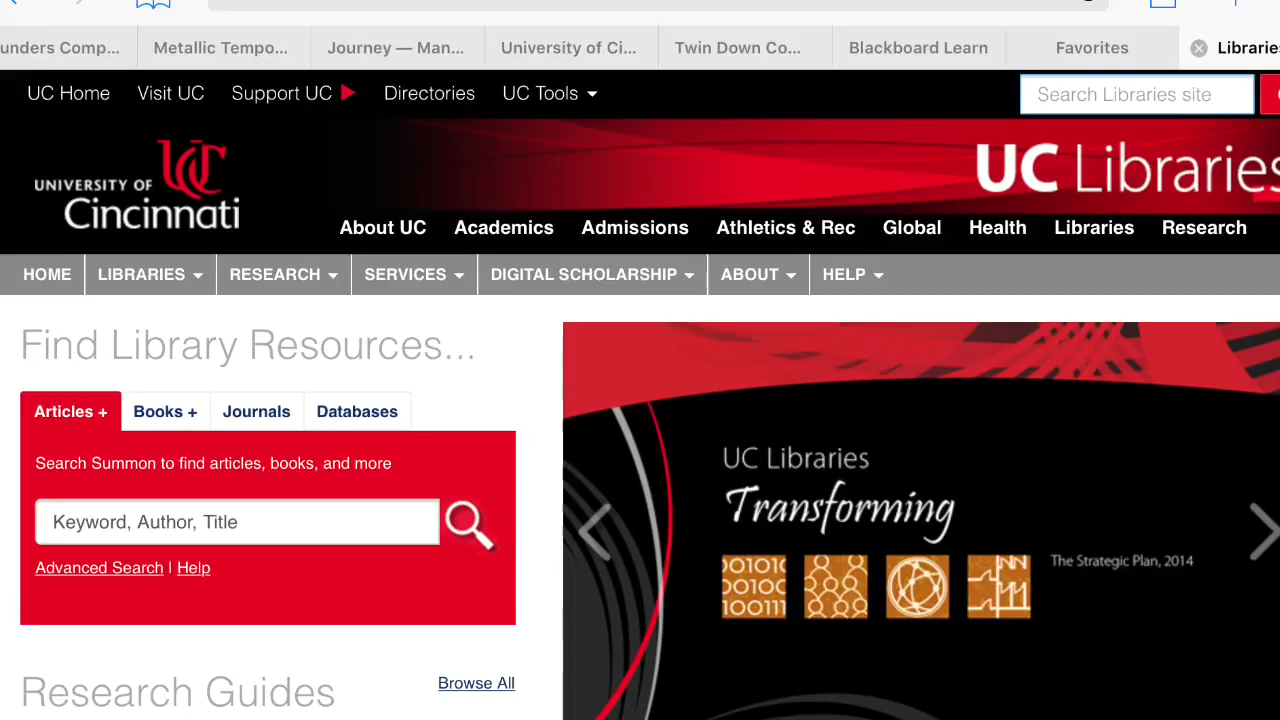 unders Comp...
Metallic Tempo...
Journey — Man...
University of Ci...
Twin Down Co...
Blackboard Learn
Favorites
Libraries
UC Home
Visit UC
Support UC
Directories
UC Tools
Search Libraries site
UNIVERSITY OF
UC
Cincinnati
UC Libraries
About UC
Academics
Admissions
Athletics & Rec
Global
Health
Libraries
Research
HOME
LIBRARIES
RESEARCH
SERVICES
DIGITAL SCHOLARSHIP
ABOUT
HELP
Find Library Resources...
Articles +
Books +
Journals
Databases
Search Summon to find articles, books, and more
Keyword, Author, Title
Advanced Search | Help
UC Libraries
Transforming
001010
00100
100111
The Strategic Plan, 2014
Research Guides
Browse All